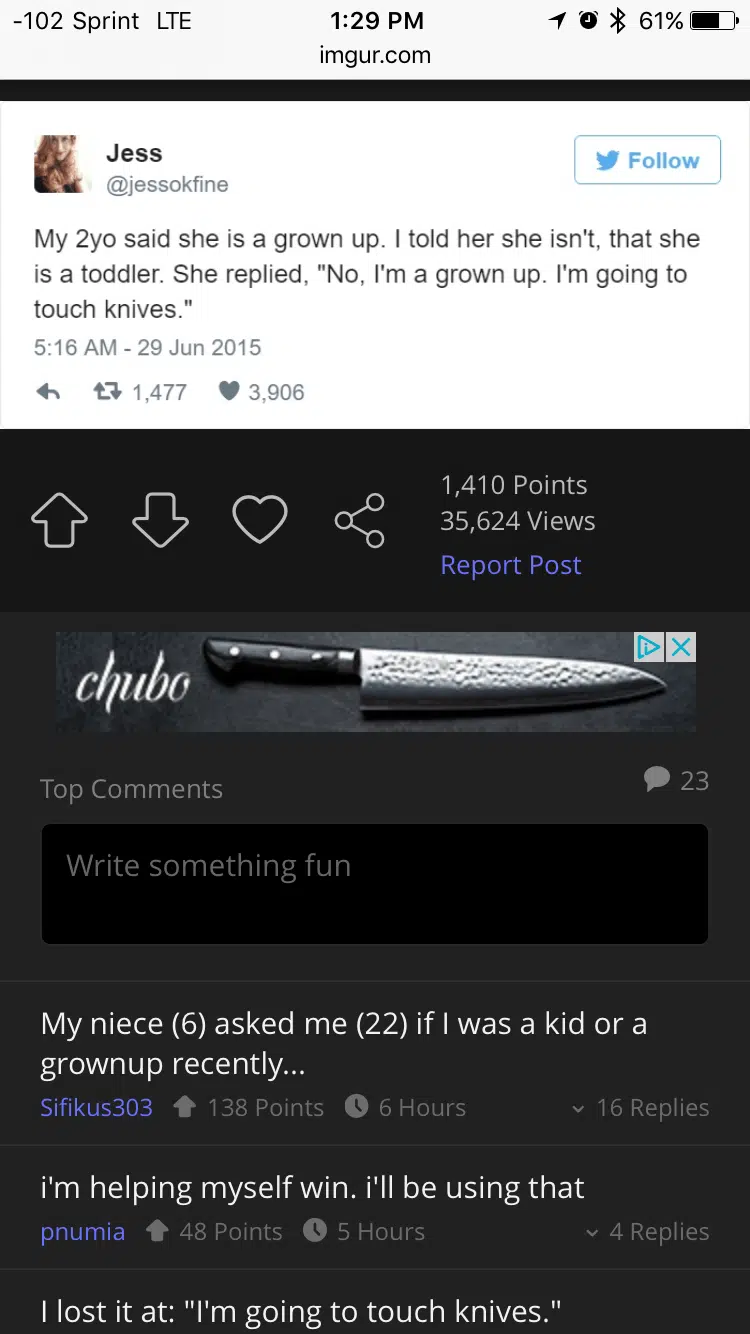 -102 Sprint LTE 1:29 PM 61%
imgur.com
Jess
@jessokfine
Follow
My 2yo said she is a grown up. I told her she isn't, that she
is a toddler. She replied, "No, I'm a grown up. I'm going to
touch knives."
5:16 AM - 29 Jun 2015
1,477 3,906
1,410 Points
35,624 Views
Report Post
chubo
Top Comments 23
Write something fun
My niece (6) asked me (22) if I was a kid or a
grownup recently...
Sifikus303 138 Points 6 Hours 16 Replies
i'm helping myself win. i'll be using that
pnumia 48 Points 5 Hours 4 Replies
I lost it at: "I'm going to touch knives."